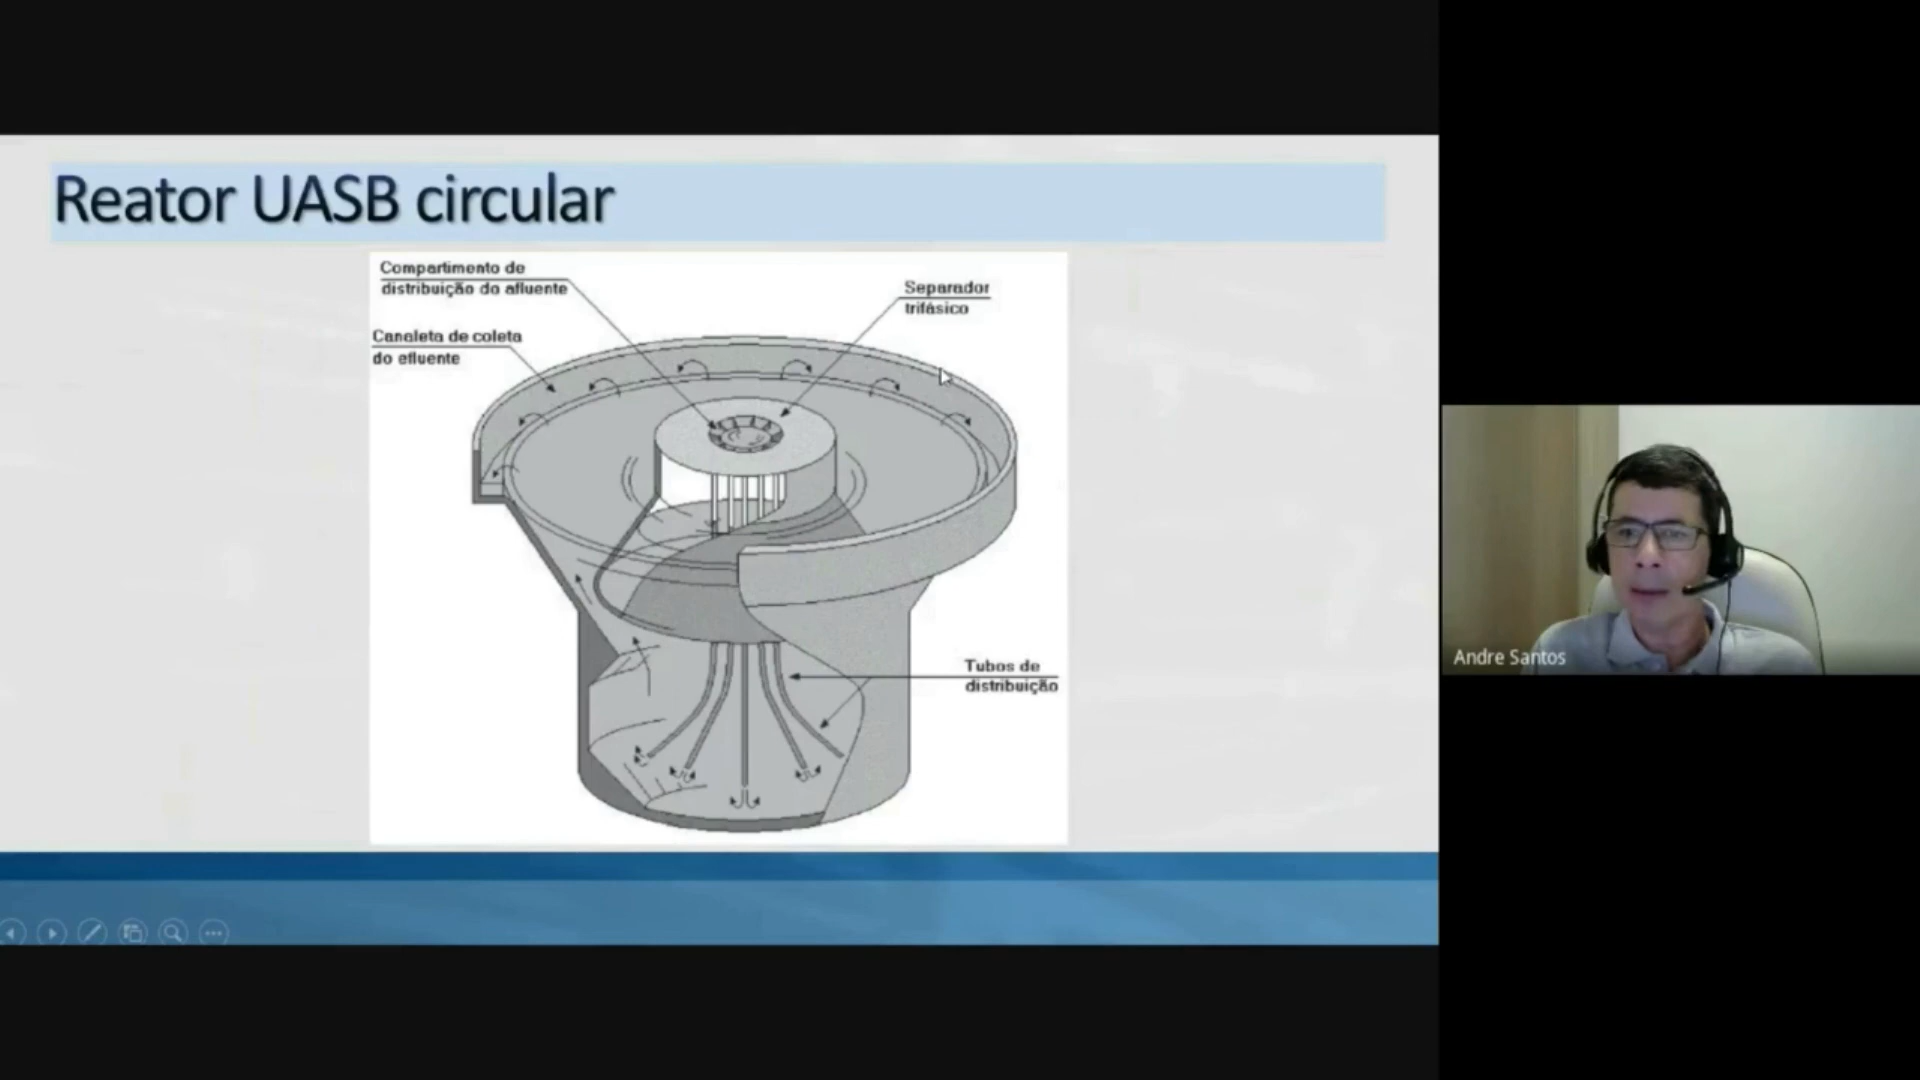 Reator UASB circular
Compartimento de
distribuição do afluente
Separador
trifásico
Canaleta de coleta
do efluente
Tubos de
distribuição
Andre Santos